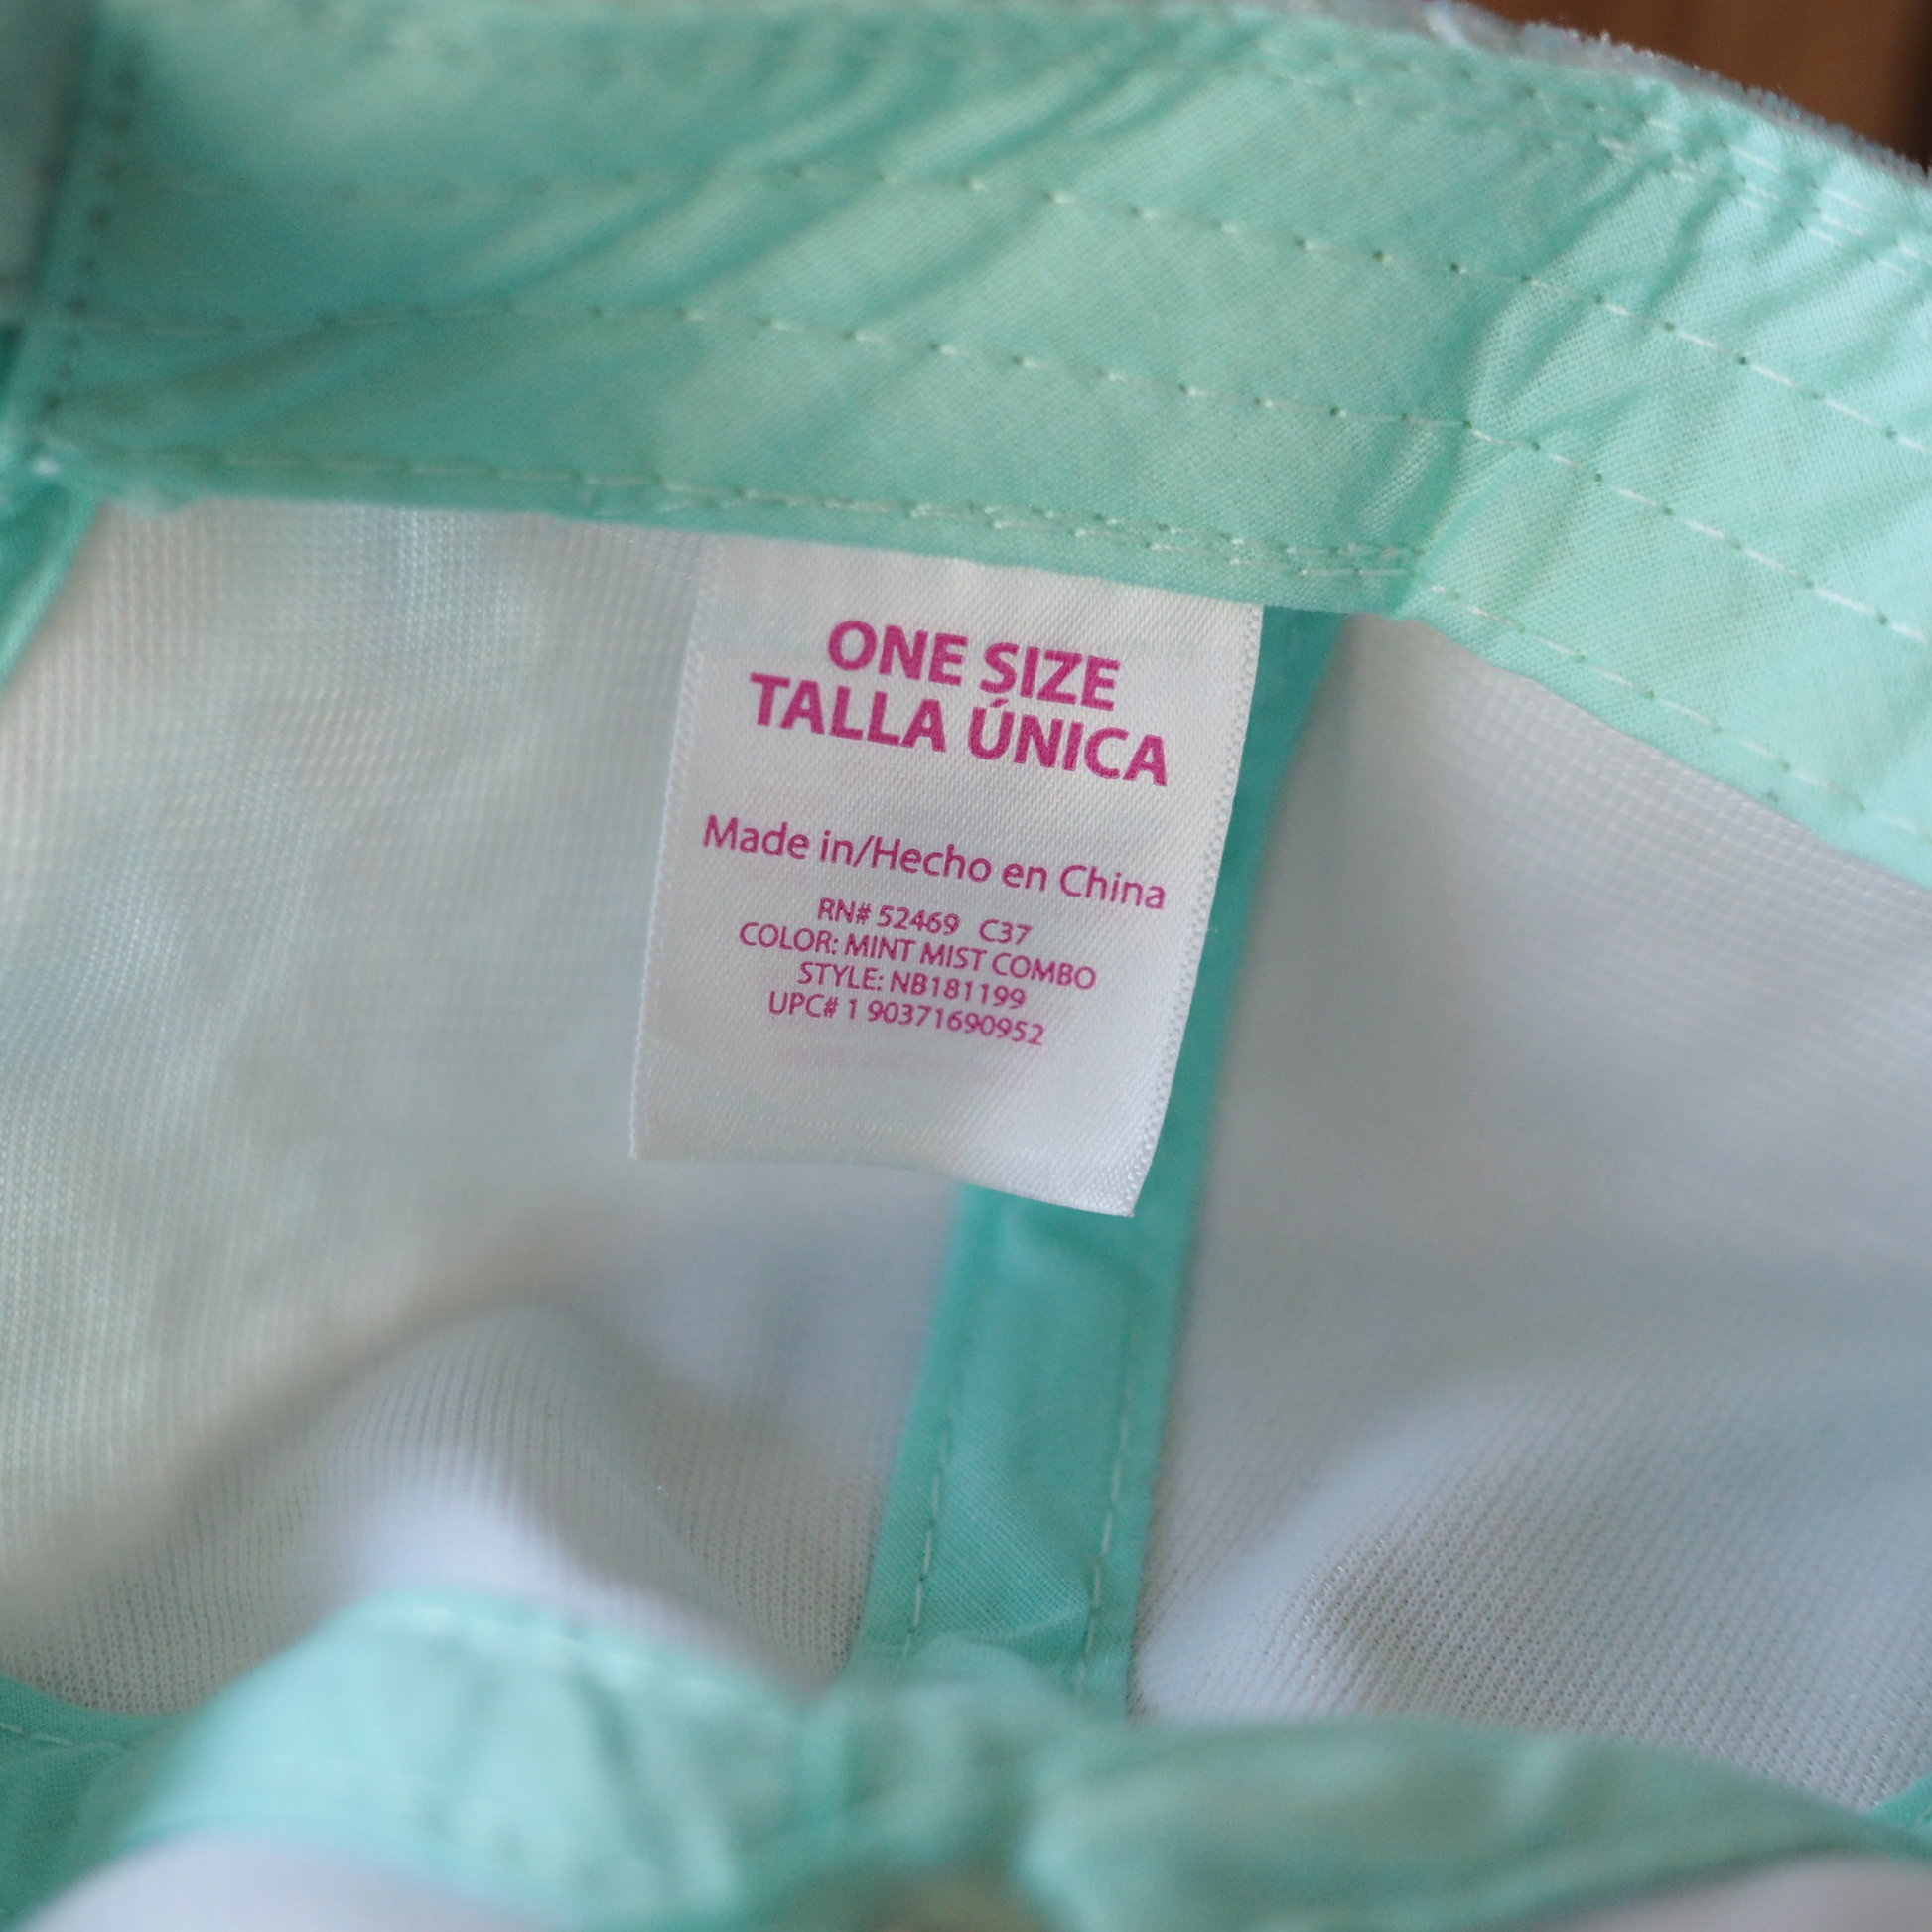 ONE SIZE
TALLA ÚNICA
Made in/Hecho en China
RN# 52469 C37
COLOR: MINT MIST COMBO
STYLE: NB181199
UPC# 1 90371690952